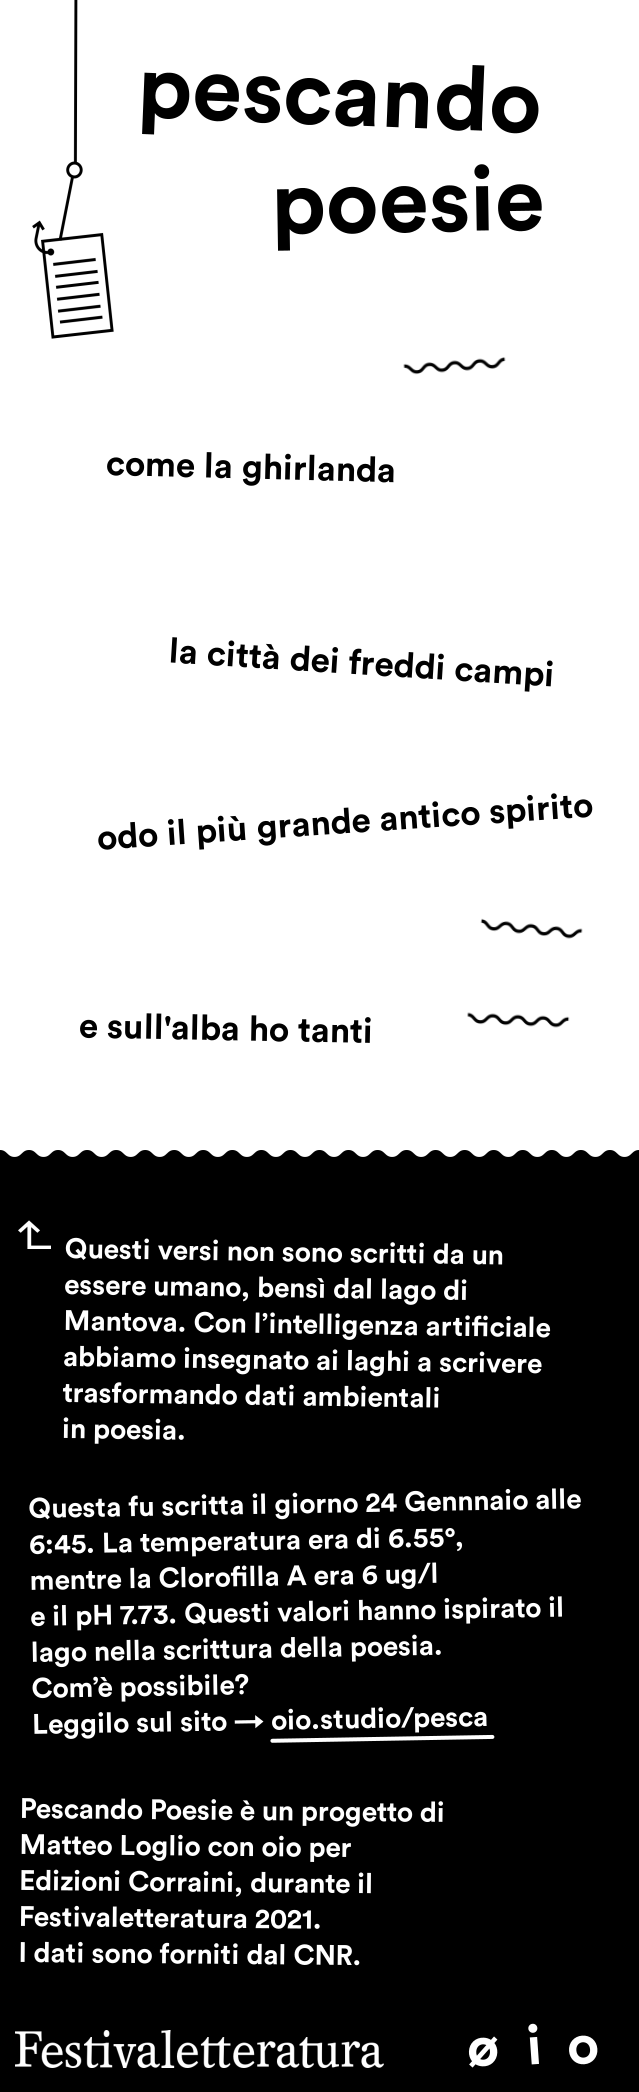 pescando
poesie
come la ghirlanda
la città dei freddi campi
odo il più grande antico spirito
e sull'alba ho tanti
Questi versi non sono scritti da un
essere umano, bensì dal lago di
Mantova. Con l’intelligenza artificiale
abbiamo insegnato ai laghi a scrivere
trasformando dati ambientali
in poesia.
Questa fu scritta il giorno 24 Gennnaio alle
6:45. La temperatura era di 6.55°,
mentre la Clorofilla A era 6 ug/l
e il pH 7.73. Questi valori hanno ispirato il
lago nella scrittura della poesia.
Com’è possibile?
Leggilo sul sito → oio.studio/pesca
Pescando Poesie è un progetto di
Matteo Loglio con oio per
Edizioni Corraini, durante il
Festivaletteratura 2021.
I dati sono forniti dal CNR.
Festivaletteratura ø i o